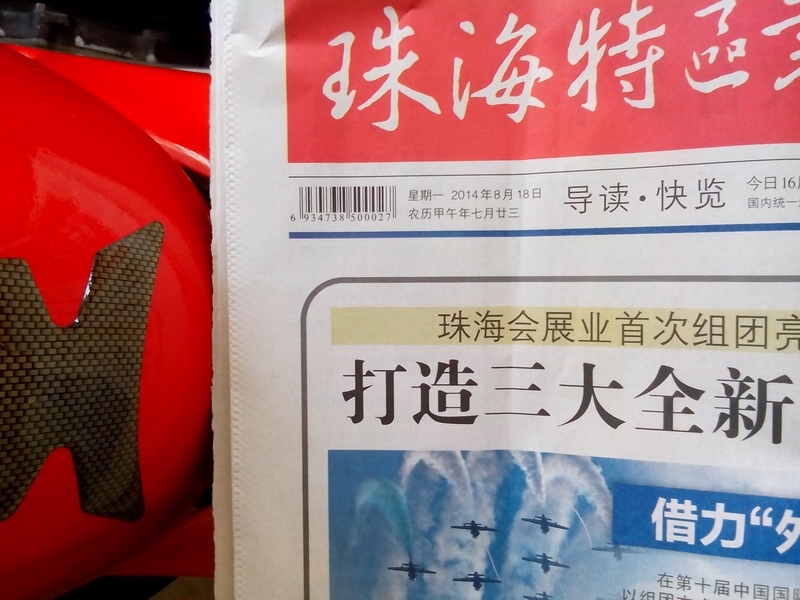 珠海特区
6 934738 500027
星期一 2014年8月18日
农历甲午年七月廿三
导读·快览
今日16
国内统一
珠海会展业首次组团亮
打造三大全新
借力“外
在第十届中国国
以组团